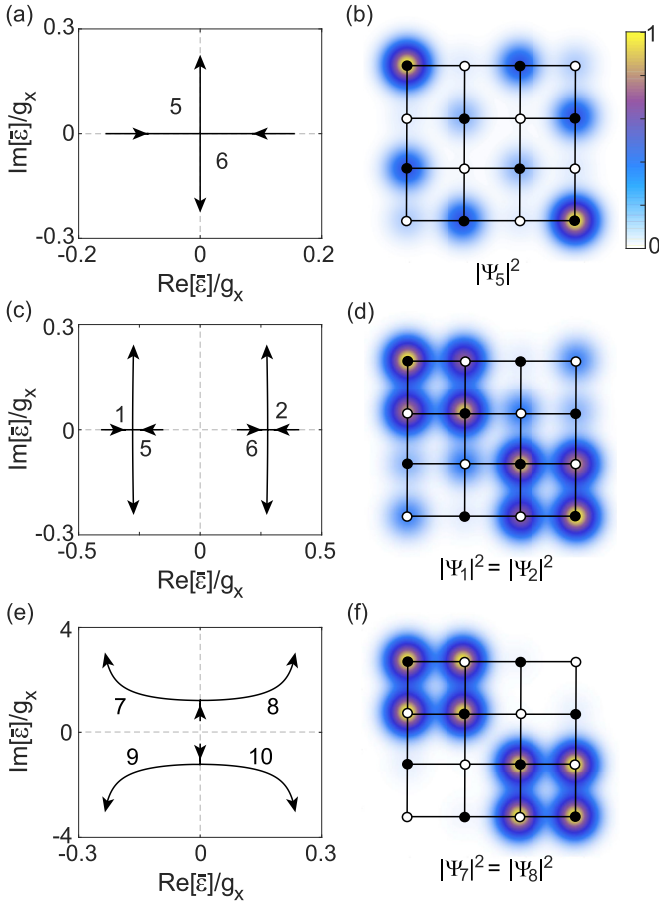 (a)
0.3
0
-0.3
Im[ε̄]/gₓ
5
6
-0.2
0
0.2
Re[ε̄]/gₓ
(b)
1
0
|Ψ₅|²
(c)
0.3
0
-0.3
Im[ε̄]/gₓ
1
2
5
6
-0.5
0
0.5
Re[ε̄]/gₓ
(d)
|Ψ₁|² = |Ψ₂|²
(e)
4
0
-4
Im[ε̄]/gₓ
7
8
9
10
-0.3
0
0.3
Re[ε̄]/gₓ
(f)
|Ψ₇|² = |Ψ₈|²